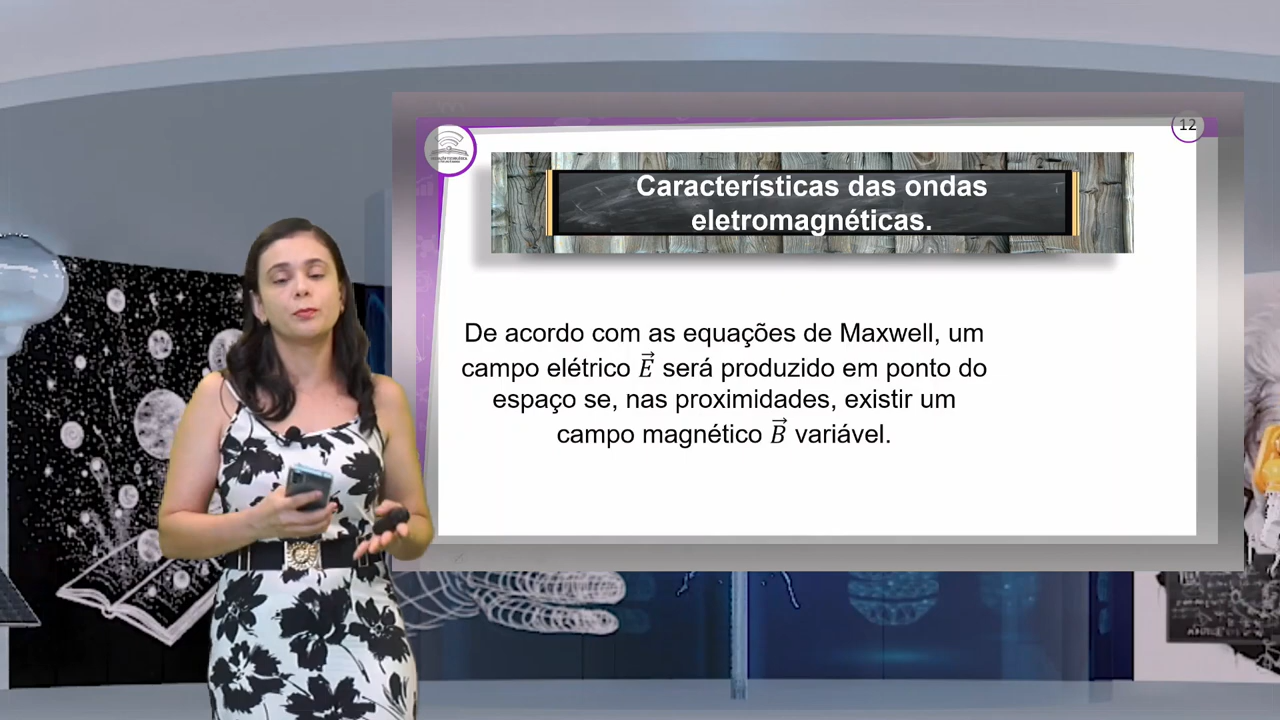 12
Características das ondas
eletromagnéticas.
De acordo com as equações de Maxwell, um
campo elétrico E⃗ será produzido em ponto do
espaço se, nas proximidades, existir um
campo magnético B⃗ variável.